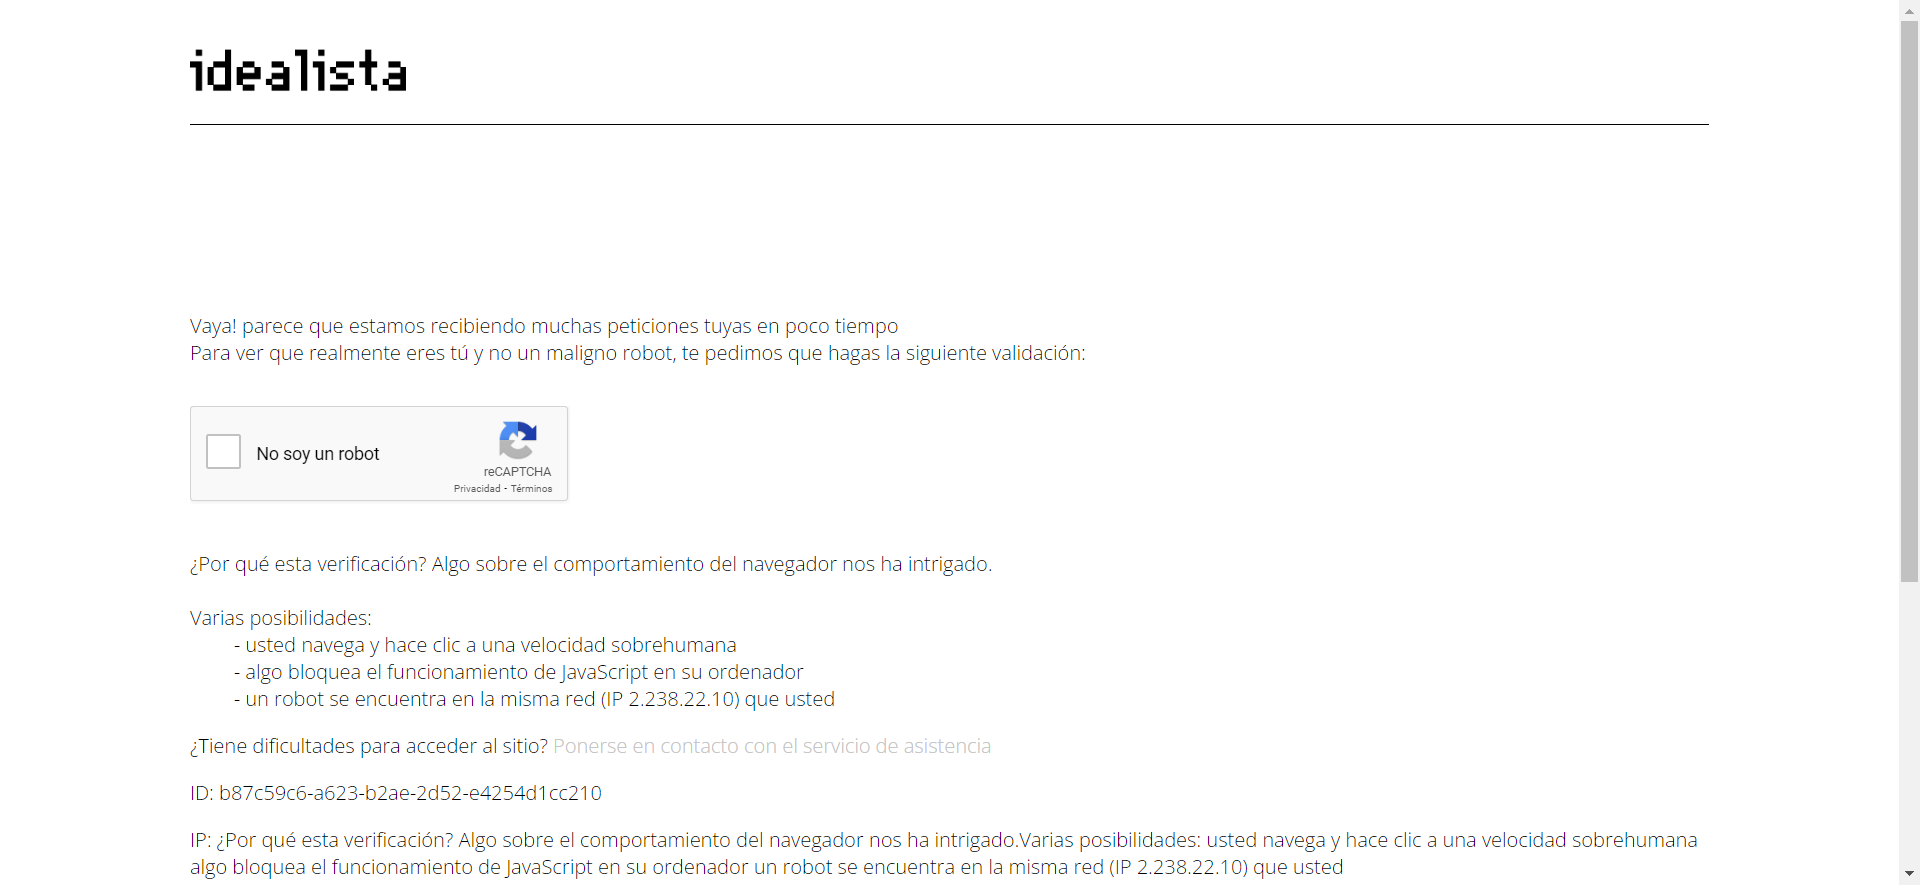 idealista
Vaya! parece que estamos recibiendo muchas peticiones tuyas en poco tiempo
Para ver que realmente eres tú y no un maligno robot, te pedimos que hagas la siguiente validación:
No soy un robot
reCAPTCHA
Privacidad - Términos
¿Por qué esta verificación? Algo sobre el comportamiento del navegador nos ha intrigado.
Varias posibilidades:
- usted navega y hace clic a una velocidad sobrehumana
- algo bloquea el funcionamiento de JavaScript en su ordenador
- un robot se encuentra en la misma red (IP 2.238.22.10) que usted
¿Tiene dificultades para acceder al sitio? Ponerse en contacto con el servicio de asistencia
ID: b87c59c6-a623-b2ae-2d52-e4254d1cc210
IP: ¿Por qué esta verificación? Algo sobre el comportamiento del navegador nos ha intrigado.Varias posibilidades: usted navega y hace clic a una velocidad sobrehumana
algo bloquea el funcionamiento de JavaScript en su ordenador un robot se encuentra en la misma red (IP 2.238.22.10) que usted